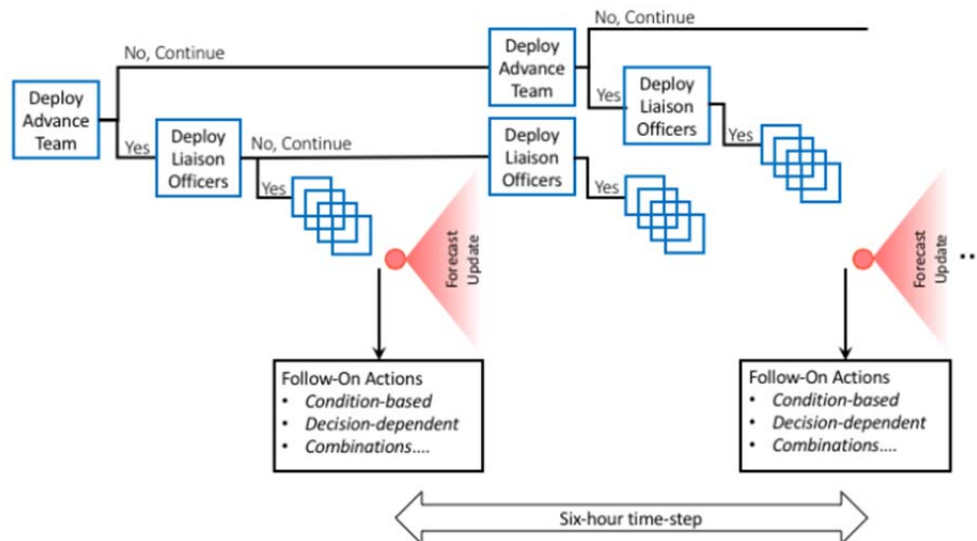 No, Continue
Deploy
Advance
Team
Yes
Deploy
Liaison
Officers
No, Continue
Yes
Forecast
Update
Follow-On Actions
• Condition-based
• Decision-dependent
• Combinations....
No, Continue
Deploy
Advance
Team
Yes
Deploy
Liaison
Officers
Yes
Deploy
Liaison
Officers
Yes
Forecast
Update
..
Follow-On Actions
• Condition-based
• Decision-dependent
• Combinations....
Six-hour time-step